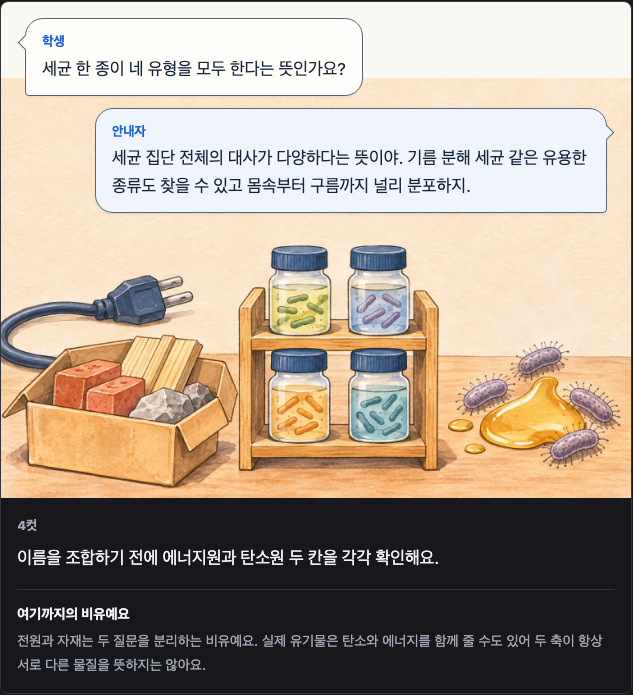 학생
세균 한 종이 네 유형을 모두 한다는 뜻인가요?
안내자
세균 집단 전체의 대사가 다양하다는 뜻이야. 기름 분해 세균 같은 유용한
종류도 찾을 수 있고 몸속부터 구름까지 널리 분포하지.
4컷
이름을 조합하기 전에 에너지원과 탄소원 두 칸을 각각 확인해요.
여기까지의 비유예요
전원과 자재는 두 질문을 분리하는 비유예요. 실제 유기물은 탄소와 에너지를 함께 줄 수도 있어 두 축이 항상
서로 다른 물질을 뜻하지는 않아요.